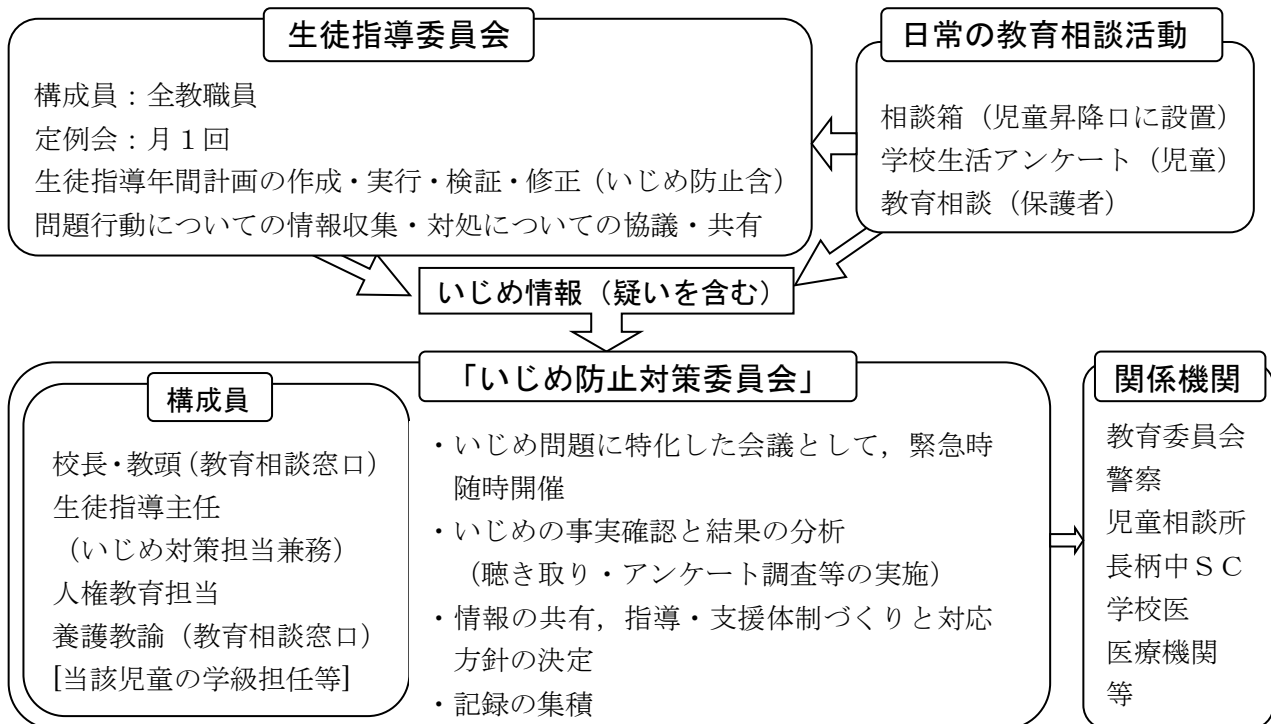 生徒指導委員会
構成員：全教職員
定例会：月１回
生徒指導年間計画の作成・実行・検証・修正（いじめ防止含）
問題行動についての情報収集・対処についての協議・共有
日常の教育相談活動
相談箱（児童昇降口に設置）
学校生活アンケート（児童）
教育相談（保護者）
いじめ情報（疑いを含む）
「いじめ防止対策委員会」
構成員
校長・教頭（教育相談窓口）
生徒指導主任
（いじめ対策担当兼務）
人権教育担当
養護教諭（教育相談窓口）
[当該児童の学級担任等]
・いじめ問題に特化した会議として，緊急時
随時開催
・いじめの事実確認と結果の分析
（聴き取り・アンケート調査等の実施）
・情報の共有，指導・支援体制づくりと対応
方針の決定
・記録の集積
関係機関
教育委員会
警察
児童相談所
長柄中ＳＣ
学校医
医療機関
等